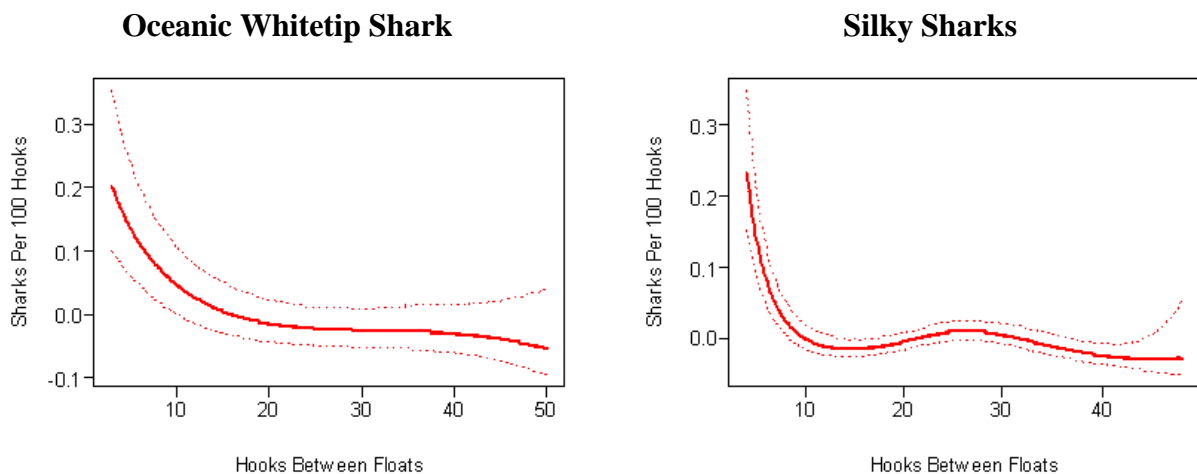 Oceanic Whitetip Shark
Sharks Per 100 Hooks
0.3
0.2
0.1
0.0
-0.1
10 20 30 40 50
Hooks Between Floats
Silky Sharks
Sharks Per 100 Hooks
0.3
0.2
0.1
0.0
10 20 30 40
Hooks Between Floats